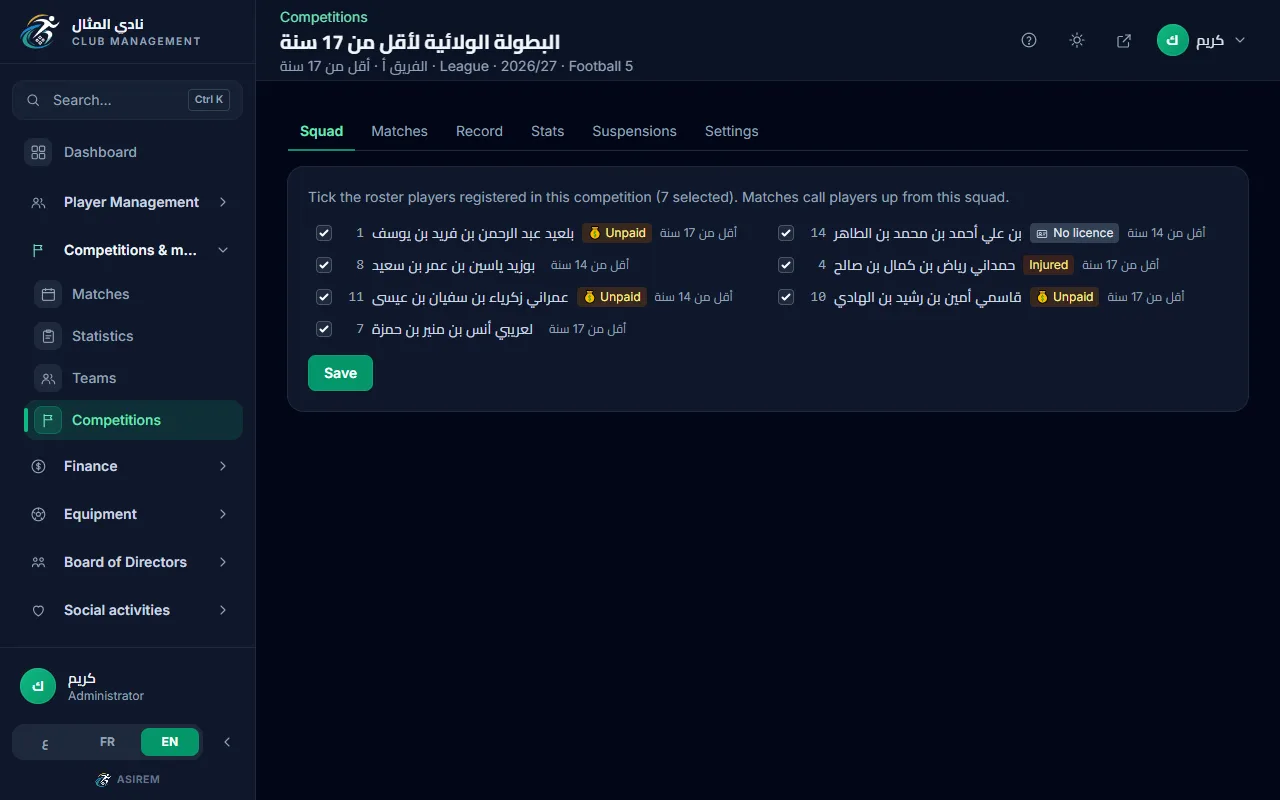 نادي المثال
CLUB MANAGEMENT
Search...
Ctrl K
Dashboard
Player Management
Competitions & m...
Matches
Statistics
Teams
Competitions
Finance
Equipment
Board of Directors
Social activities
ك
كريم
Administrator
ع FR EN
ASIREM
Competitions
البطولة الولائية لأقل من 17 سنة
أقل من 17 سنة · الفريق أ · League · 2026/27 · Football 5
ك كريم
Squad Matches Record Stats Suspensions Settings
Tick the roster players registered in this competition (7 selected). Matches call players up from this squad.
1 بلعيد عبد الرحمن بن فريد بن يوسف Unpaid أقل من 17 سنة
14 بن علي أحمد بن محمد بن الطاهر No licence أقل من 14 سنة
8 بوزيد ياسين بن عمر بن سعيد أقل من 14 سنة
4 حمداني رياض بن كمال بن صالح Injured أقل من 17 سنة
11 عمراني زكرياء بن سفيان بن عيسى Unpaid أقل من 14 سنة
10 قاسمي أمين بن رشيد بن الهادي Unpaid أقل من 17 سنة
7 لعريبي أنس بن منير بن حمزة أقل من 17 سنة
Save